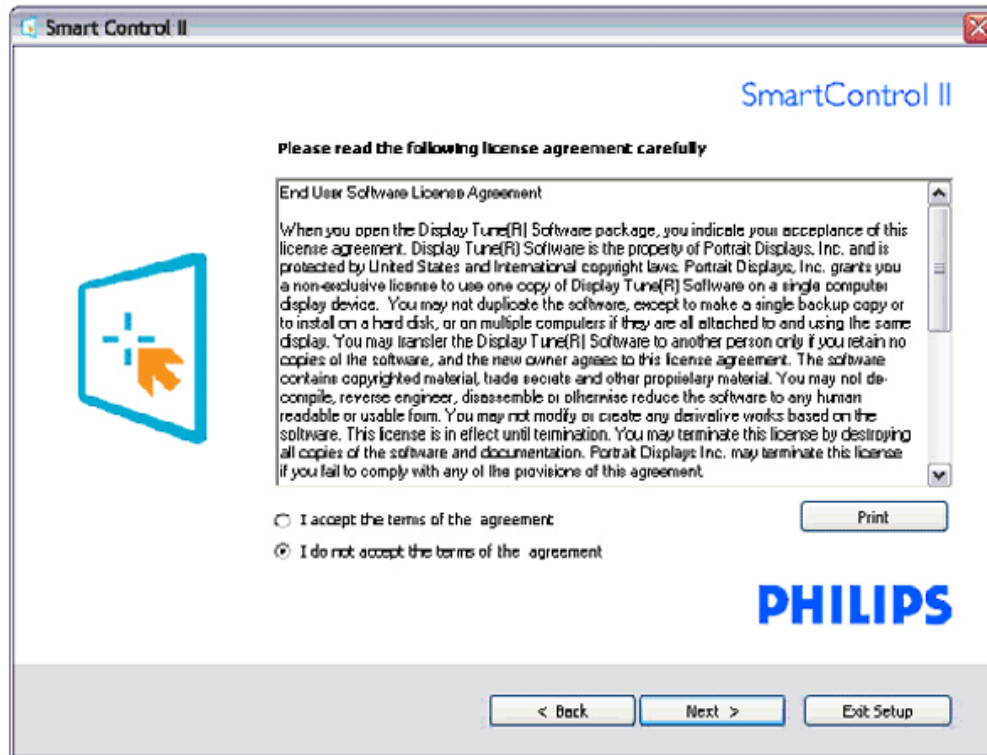 Smart Control II
SmartControl II
Please read the following license agreement carefully
End User Software License Agreement
When you open the Display Tune(R) Software package, you indicate your acceptance of this
license agreement. Display Tune(R) Software is the property of Portrait Displays, Inc. and is
protected by United States and International copyright laws. Portrait Displays, Inc. grants you
a non-exclusive license to use one copy of Display Tune(R) Software on a single computer
display device.  You may not duplicate the software, except to make a single backup copy or
to install on a hard disk, or on multiple computers if they are all attached to and using the same
display. You may transfer the Display Tune(R) Software to another person only if you retain no
copies of the software, and the new owner agrees to this license agreement. The software
contains copyrighted material, trade secrets and other proprietary material. You may not de-
compile, reverse engineer, disassemble or otherwise reduce the software to any human
readable or usable form. You may not modify or create any derivative works based on the
software. This license is in effect until termination. You may terminate this license by destroying
all copies of the software and documentation. Portrait Displays Inc. may terminate this license
if you fail to comply with any of the provisions of this agreement.
I accept the terms of the agreement
Print
I do not accept the terms of the agreement
PHILIPS
< Back
Next >
Exit Setup